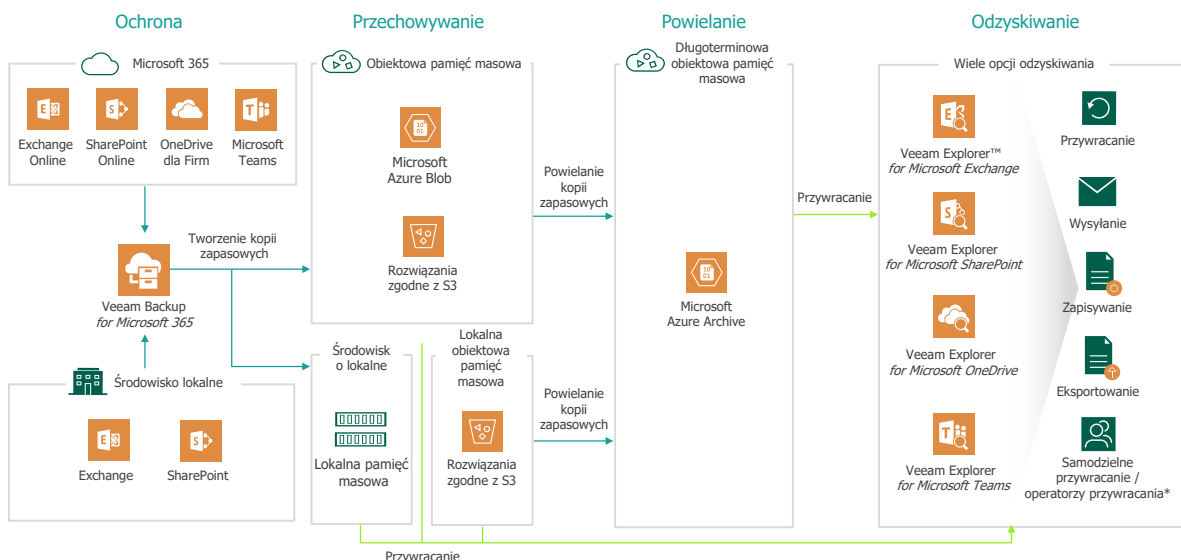 Ochrona
Przechowywanie
Powielanie
Odzyskiwanie
Microsoft 365
Exchange
Online
SharePoint
Online
OneDrive
dla Firm
Microsoft
Teams
Tworzenie kopii
zapasowych
Veeam Backup
for Microsoft 365
Środowisko lokalne
Exchange
SharePoint
Obiektowa pamięć masowa
Microsoft
Azure Blob
Rozwiązania
zgodne z S3
Środowisk
o lokalne
Lokalna pamięć
masowa
Lokalna
obiektowa
pamięć
masowa
Rozwiązania
zgodne z S3
Powielanie
kopii
zapasowych
Powielanie
kopii
zapasowych
Długoterminowa
obiektowa pamięć
masowa
Microsoft
Azure Archive
Przywracanie
Wiele opcji odzyskiwania
Veeam Explorer™
for Microsoft Exchange
Veeam Explorer
for Microsoft SharePoint
Veeam Explorer
for Microsoft OneDrive
Veeam Explorer
for Microsoft Teams
Przywracanie
Wysyłanie
Zapisywanie
Eksportowanie
Samodzielne
przywracanie /
operatorzy przywracania*
Przywracanie